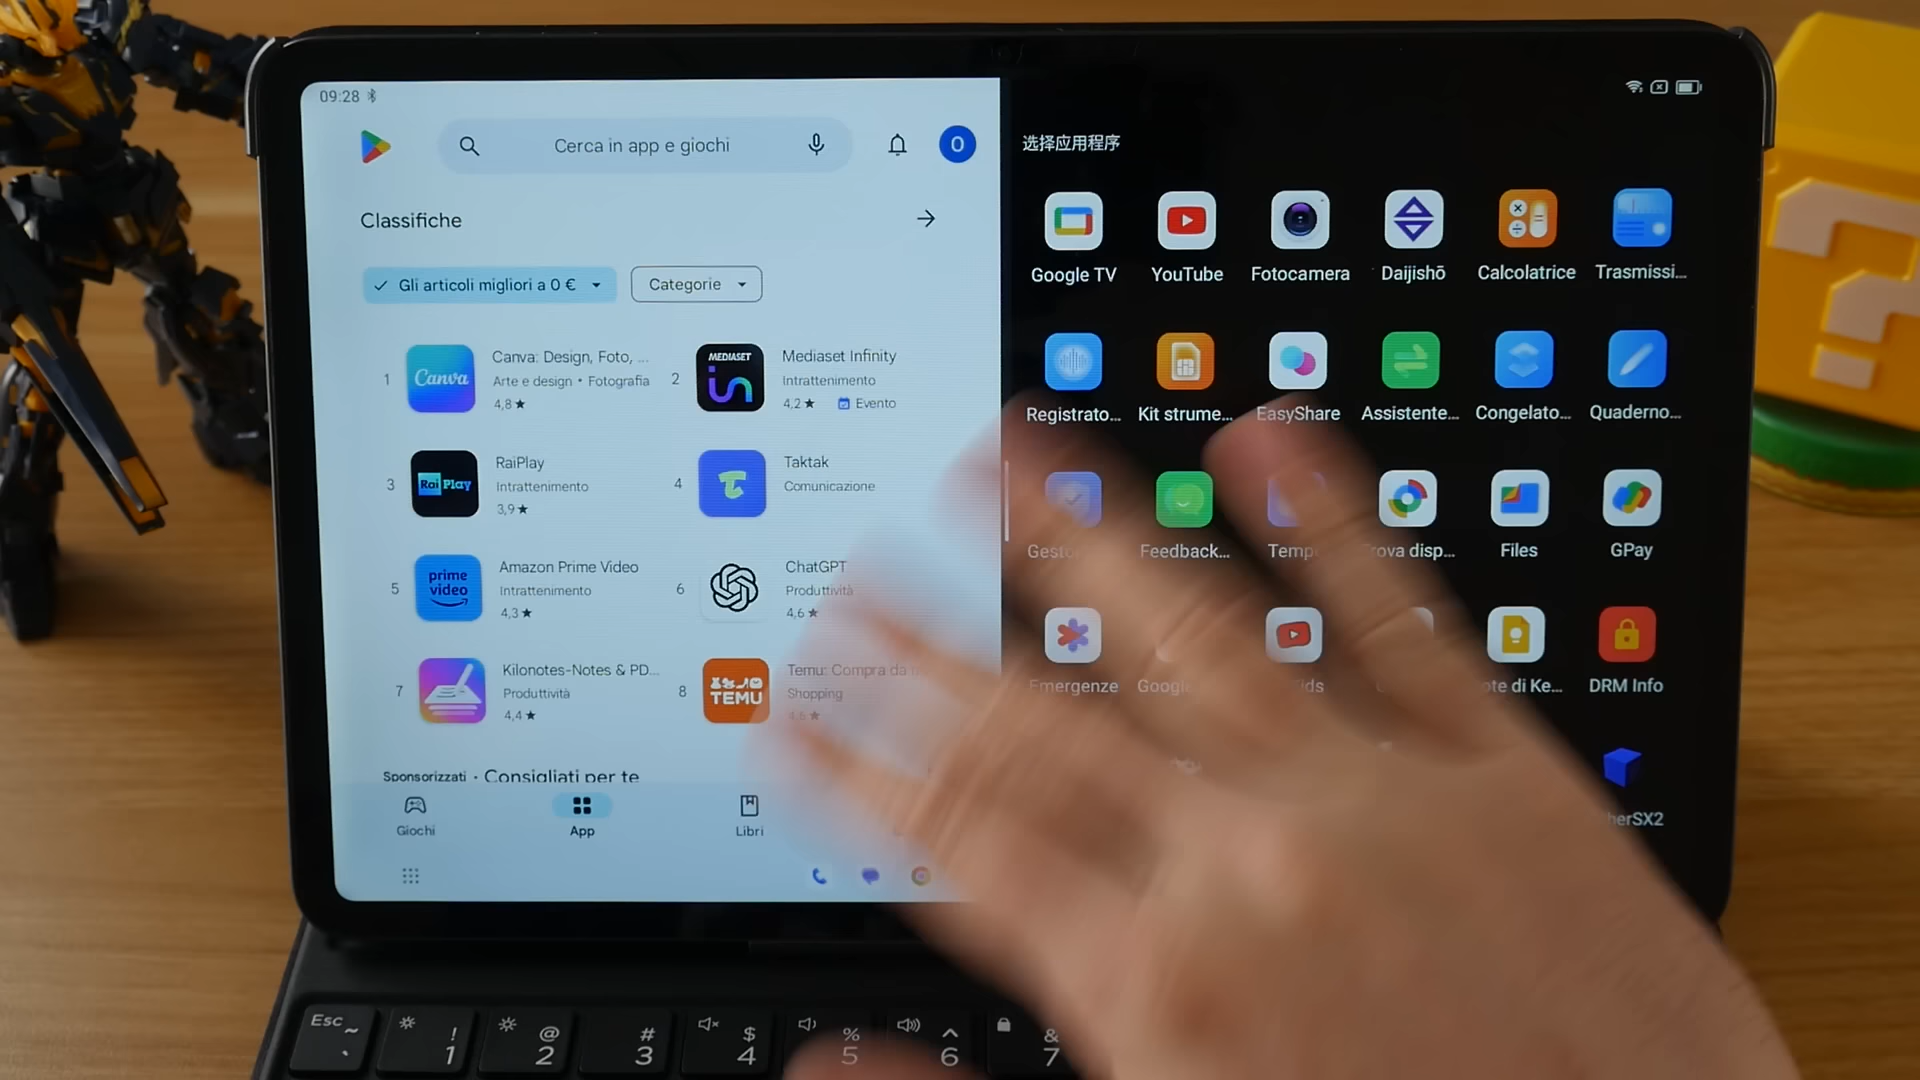 09:28
Cerca in app e giochi
O
Classifiche
Gli articoli migliori a 0 €
Categorie
1
Canva
Canva: Design, Foto, ...
Arte e design • Fotografia
4,8★
2
MEDIASET
in
Mediaset Infinity
Intrattenimento
4,2★ Evento
3
Rai Play
RaiPlay
Intrattenimento
3,9★
4
Taktak
Comunicazione
5
prime
video
Amazon Prime Video
Intrattenimento
4,3★
6
ChatGPT
Produttività
4,6★
7
Kilonotes-Notes & PD...
Produttività
4,4★
8
TEMU
Temu: Compra da
Shopping
4,6★
Sponsorizzati · Consigliati per te
Giochi
App
Libri
选择应用程序
Google TV
YouTube
Fotocamera
Daijishō
Calcolatrice
Trasmissi...
Registrato...
Kit strume...
EasyShare
Assistente...
Congelato...
Quaderno...
Feedback...
Files
GPay
Emergenze
DRM Info
Esc ~
! 1
@ 2
# 3
$ 4
% 5
^ 6
& 7